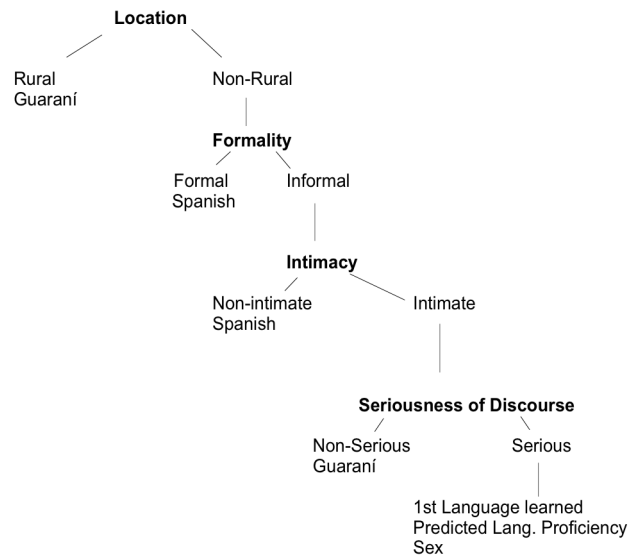 Location
Rural
Guaraní
Non-Rural
Formality
Formal
Spanish
Informal
Intimacy
Non-intimate
Spanish
Intimate
Seriousness of Discourse
Non-Serious
Guaraní
Serious
1st Language learned
Predicted Lang. Proficiency
Sex